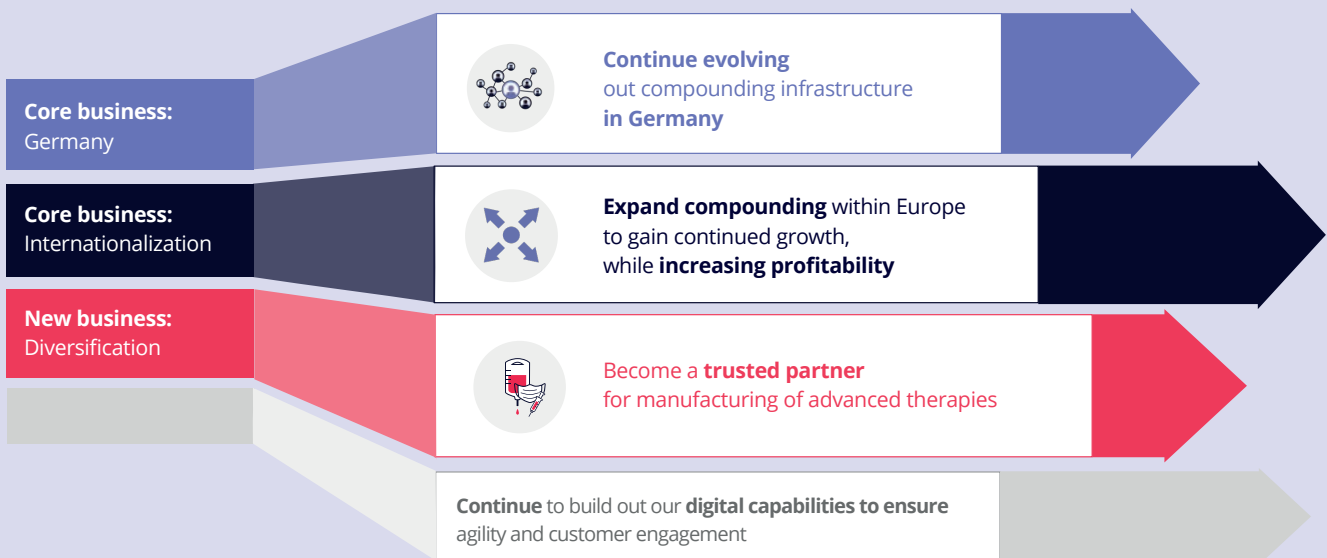 Core business:
Germany
Continue evolving
out compounding infrastructure
in Germany
Core business:
Internationalization
Expand compounding within Europe
to gain continued growth,
while increasing profitability
New business:
Diversification
Become a trusted partner
for manufacturing of advanced therapies
Continue to build out our digital capabilities to ensure
agility and customer engagement